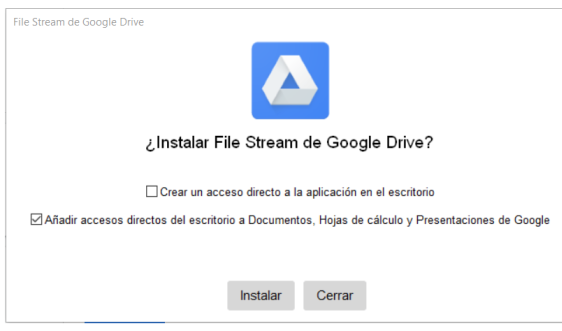 File Stream de Google Drive
¿Instalar File Stream de Google Drive?
Crear un acceso directo a la aplicación en el escritorio
Añadir accesos directos del escritorio a Documentos, Hojas de cálculo y Presentaciones de Google
Instalar Cerrar